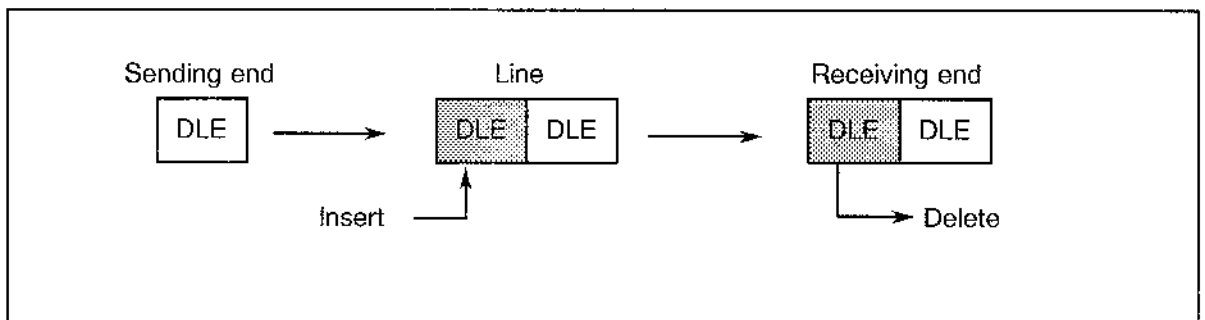 Sending end Line Receiving end
DLE DLE DLE DLE DLE
Insert Delete